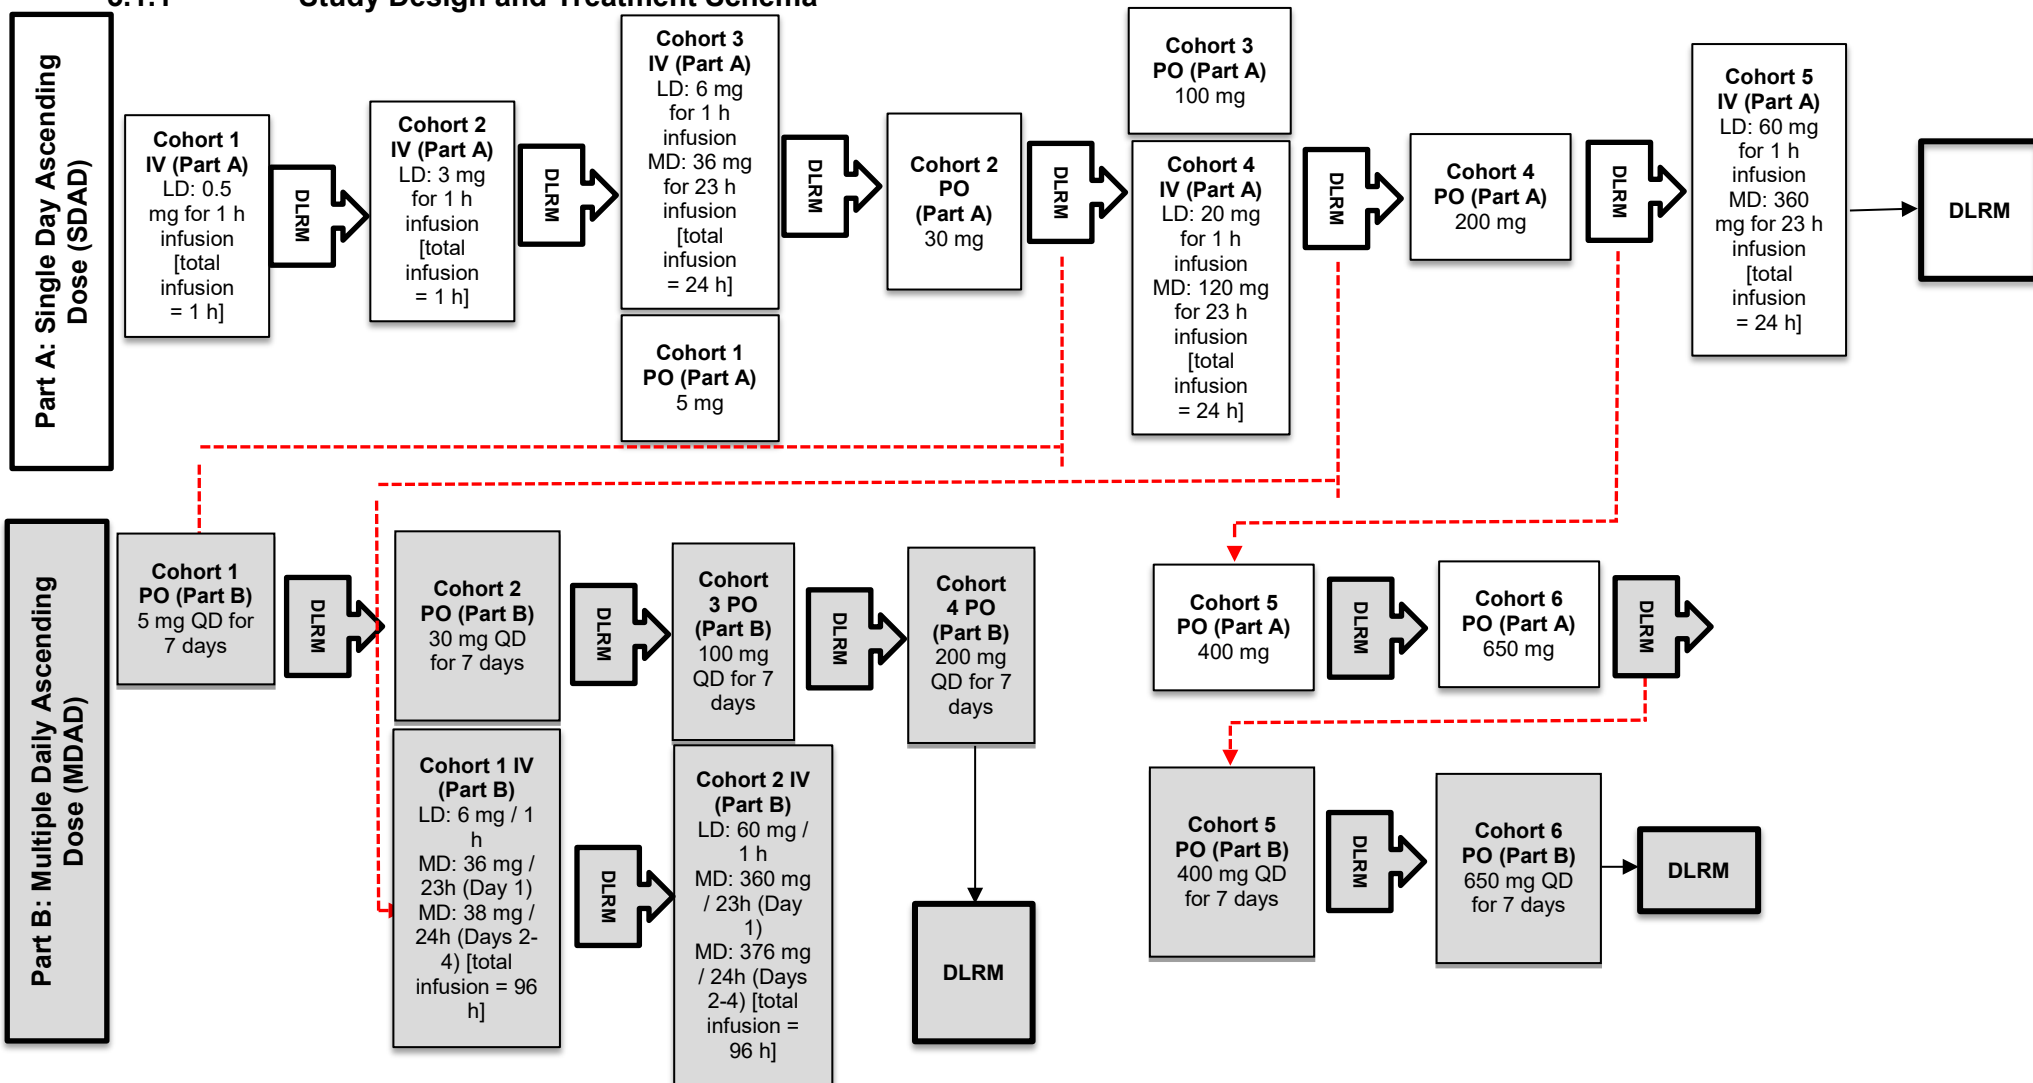 Study Design and Treatment Schema
Part A: Single Day Ascending
Dose (SDAD)
Cohort 1
IV (Part A)
LD: 0.5
mg for 1 h
infusion
[total
infusion
= 1 h]
DLRM
Cohort 2
IV (Part A)
LD: 3 mg
for 1 h
infusion
[total
infusion
= 1 h]
DLRM
Cohort 3
IV (Part A)
LD: 6 mg
for 1 h
infusion
MD: 36 mg
for 23 h
infusion
[total
infusion
= 24 h]
Cohort 1
PO (Part A)
5 mg
DLRM
Cohort 2
PO
(Part A)
30 mg
DLRM
Cohort 3
PO (Part A)
100 mg
Cohort 4
IV (Part A)
LD: 20 mg
for 1 h
infusion
MD: 120 mg
for 23 h
infusion
[total
infusion
= 24 h]
DLRM
Cohort 4
PO (Part A)
200 mg
DLRM
Cohort 5
IV (Part A)
LD: 60 mg
for 1 h
infusion
MD: 360
mg for 23 h
infusion
[total
infusion
= 24 h]
DLRM
Part B: Multiple Daily Ascending
Dose (MDAD)
Cohort 1
PO (Part B)
5 mg QD for
7 days
DLRM
Cohort 2
PO (Part B)
30 mg QD
for 7 days
DLRM
Cohort
3 PO
(Part B)
100 mg
QD for 7
days
DLRM
Cohort
4 PO
(Part B)
200 mg
QD for 7
days
Cohort 1 IV
(Part B)
LD: 6 mg / 1
h
MD: 36 mg /
23h (Day 1)
MD: 38 mg /
24h (Days 2-
4) [total
infusion = 96
h]
DLRM
Cohort 2 IV
(Part B)
LD: 60 mg /
1 h
MD: 360 mg
/ 23h (Day
1)
MD: 376 mg
/ 24h (Days
2-4) [total
infusion =
96 h]
DLRM
Cohort 5
PO (Part A)
400 mg
DLRM
Cohort 6
PO (Part A)
650 mg
DLRM
Cohort 5
PO (Part B)
400 mg QD
for 7 days
DLRM
Cohort 6
PO (Part B)
650 mg QD
for 7 days
DLRM